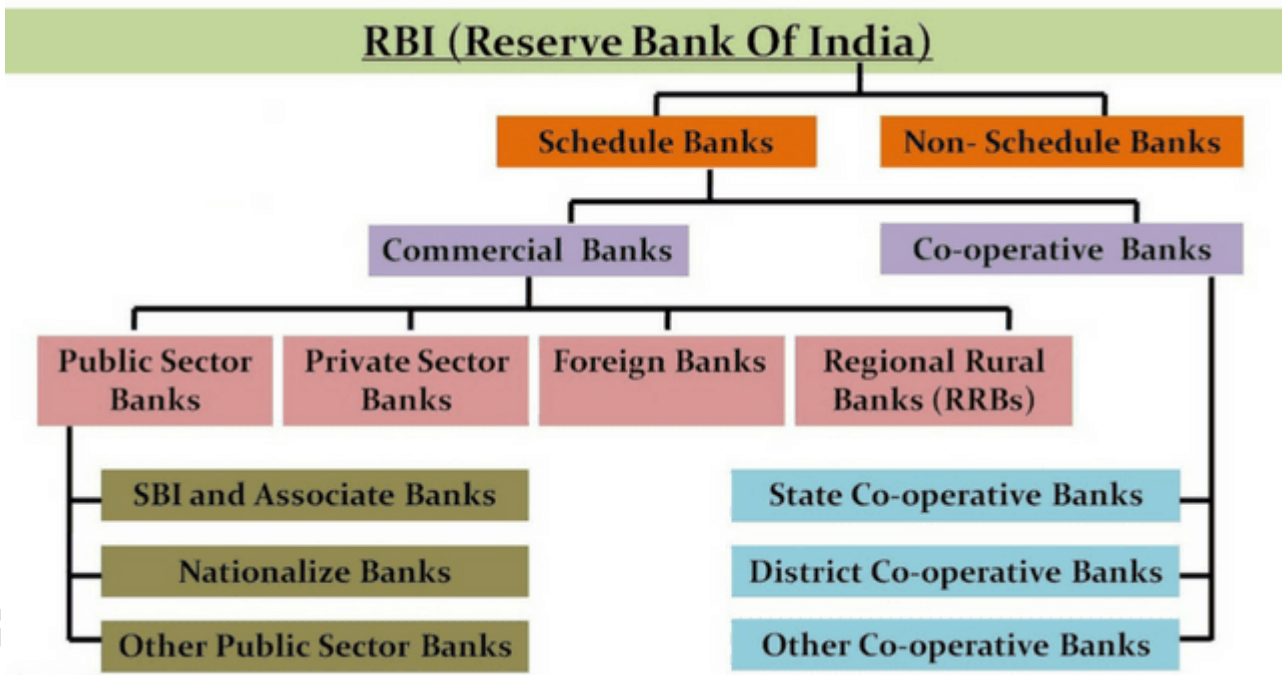 RBI (Reserve Bank Of India)
Schedule Banks
Non- Schedule Banks
Commercial Banks
Co-operative Banks
Public Sector
Banks
Private Sector
Banks
Foreign Banks
Regional Rural
Banks (RRBs)
SBI and Associate Banks
Nationalize Banks
Other Public Sector Banks
State Co-operative Banks
District Co-operative Banks
Other Co-operative Banks